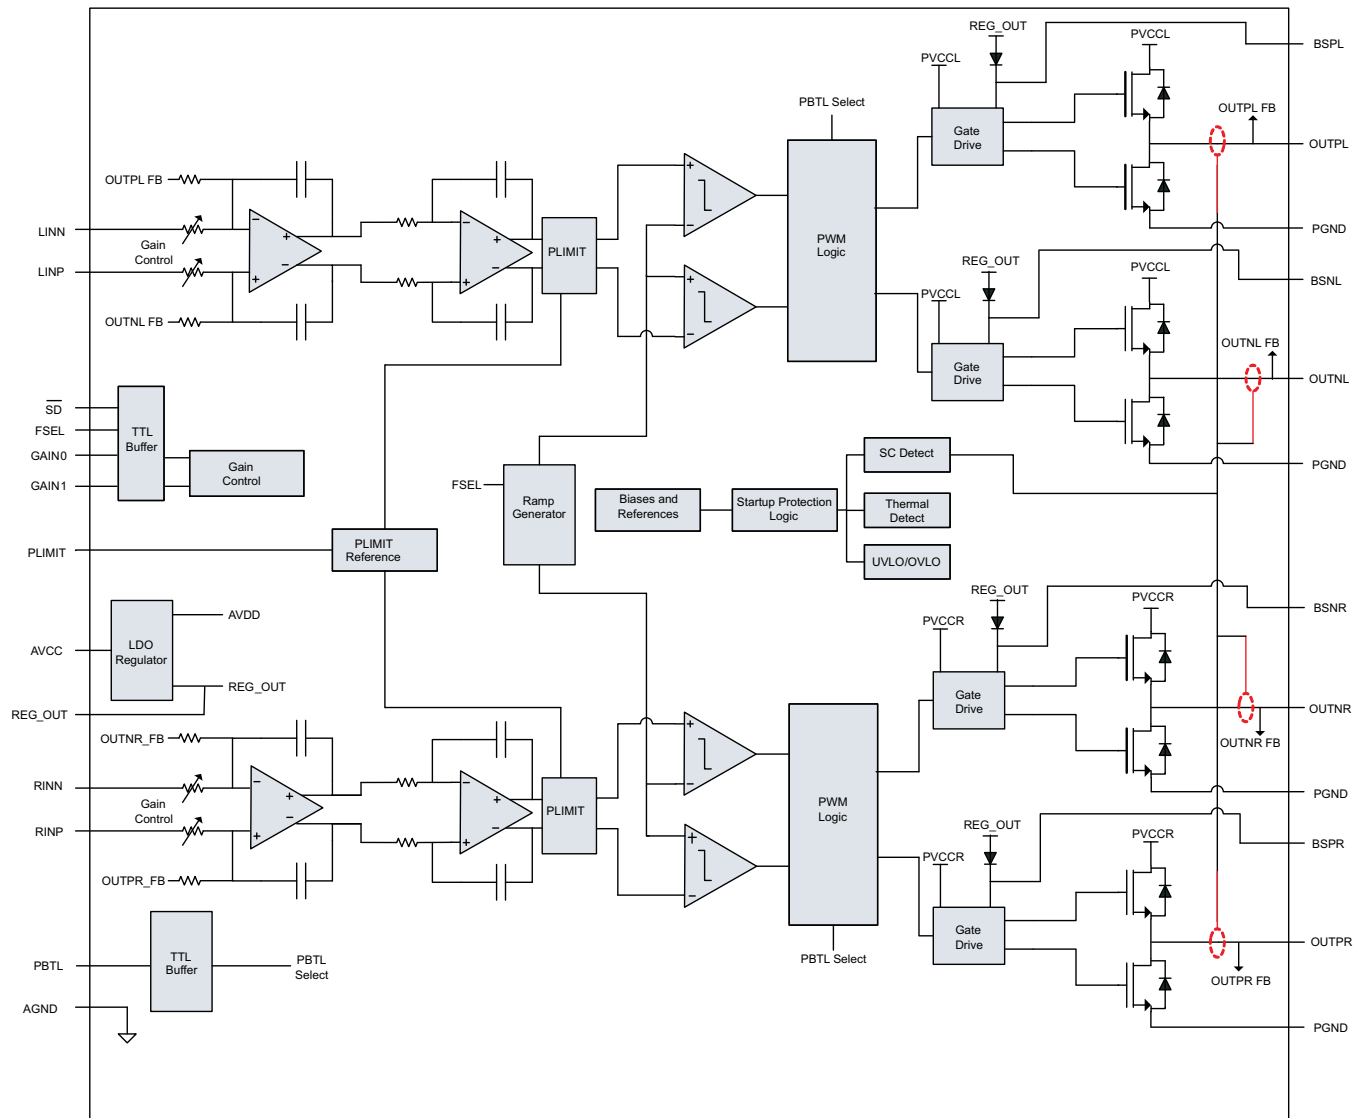 REG_OUT
PVCCL
PVCCL
BSPL
PBTL Select
OUTPL FB
Gate
Drive
OUTPL
OUTPL FB
LINN
Gain
Control
LINP
OUTNL FB
+
−
−
+
−
+
−
+
PLIMIT
+
−
+
−
PWM
Logic
PGND
REG_OUT
PVCCL
PVCCL
BSNL
Gate
Drive
OUTNL FB
OUTNL
PGND
SD
FSEL
GAIN0
GAIN1
TTL
Buffer
Gain
Control
FSEL
Ramp
Generator
Biases and
References
Startup Protection
Logic
SC Detect
Thermal
Detect
UVLO/OVLO
PLIMIT
PLIMIT
Reference
AVCC
LDO
Regulator
AVDD
REG_OUT
REG_OUT
REG_OUT
PVCCR
PVCCR
BSNR
Gate
Drive
OUTNR
OUTNR FB
PGND
OUTNR_FB
RINN
Gain
Control
RINP
OUTPR_FB
−
+
+
−
−
+
+
−
PLIMIT
+
−
+
−
PWM
Logic
PBTL Select
REG_OUT
PVCCR
PVCCR
BSPR
Gate
Drive
OUTPR
OUTPR FB
PGND
PBTL
TTL
Buffer
PBTL
Select
AGND